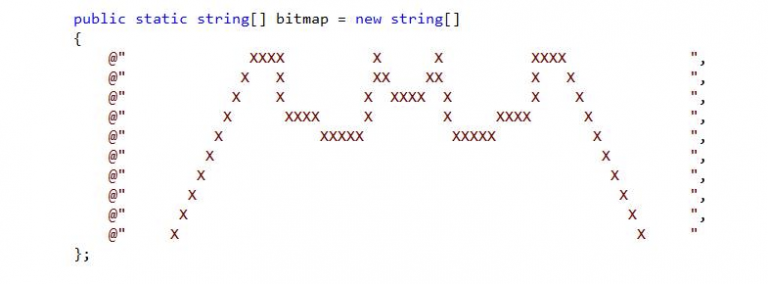 public static string[] bitmap = new string[]
{
    @"              XXXX          X      X          XXXX              ",
    @"             X   X          XX    XX          X   X             ",
    @"            X    X         X  XXXX  X         X    X            ",
    @"           X      XXXX     X        X     XXXX      X           ",
    @"          X           XXXXX          XXXXX           X          ",
    @"         X                                            X         ",
    @"        X                                              X        ",
    @"       X                                                X       ",
    @"      X                                                  X      ",
    @"     X                                                    X     "
};